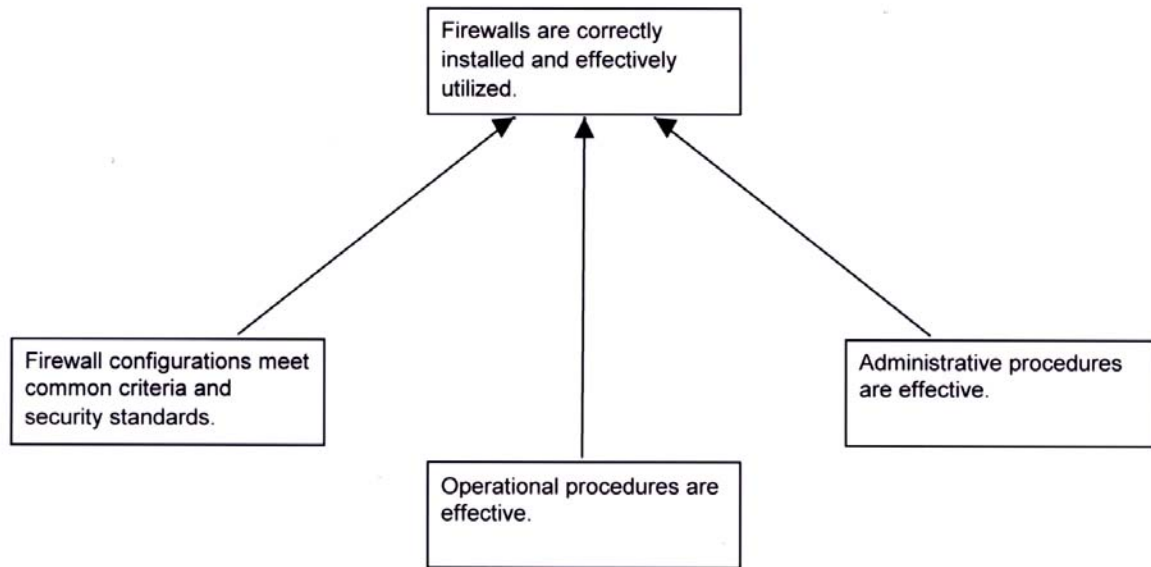 Firewalls are correctly
installed and effectively
utilized.
Firewall configurations meet
common criteria and
security standards.
Operational procedures are
effective.
Administrative procedures
are effective.